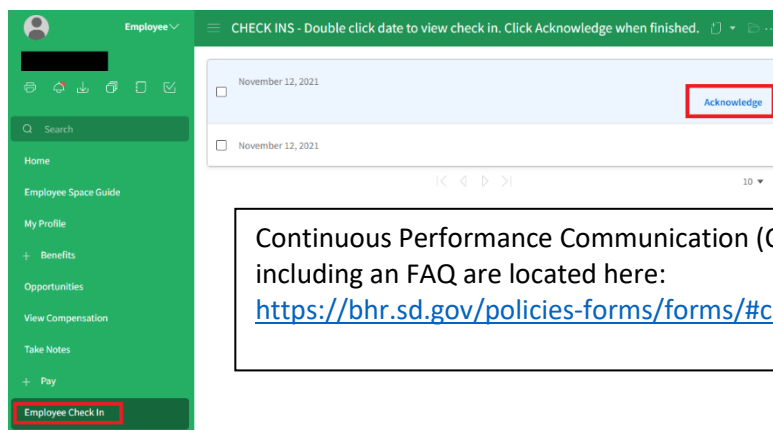 Employee
CHECK INS - Double click date to view check in. Click Acknowledge when finished.
November 12, 2021
Acknowledge
November 12, 2021
10
Search
Home
Employee Space Guide
My Profile
+ Benefits
Opportunities
View Compensation
Take Notes
+ Pay
Employee Check In
Continuous Performance Communication (C
including an FAQ are located here:
https://bhr.sd.gov/policies-forms/forms/#c